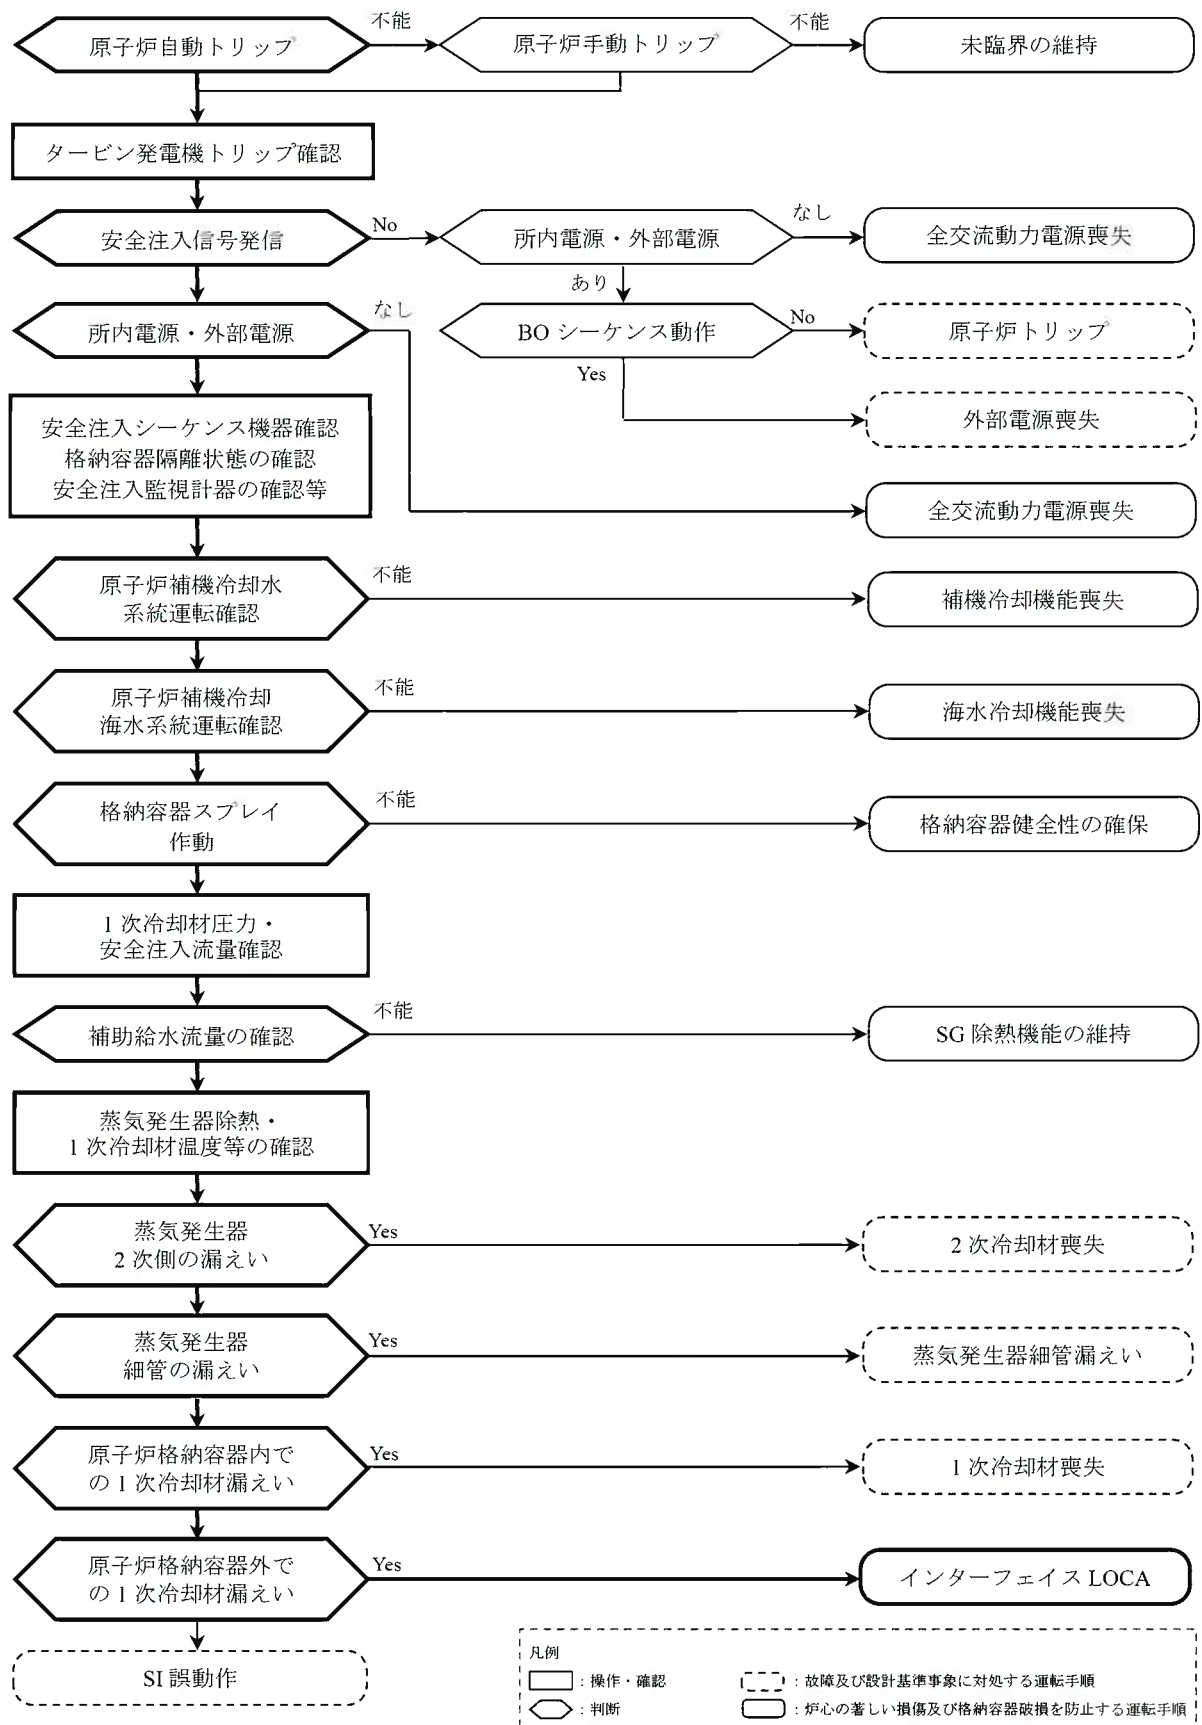 原子炉自動トリップ
不能
原子炉手動トリップ
不能
未臨界の維持
タービン発電機トリップ確認
安全注入信号発信
No
所内電源・外部電源
なし
全交流動力電源喪失
あり
所内電源・外部電源
なし
BO シーケンス動作
No
原子炉トリップ
Yes
外部電源喪失
安全注入シーケンス機器確認
格納容器隔離状態の確認
安全注入監視計器の確認等
全交流動力電源喪失
原子炉補機冷却水
系統運転確認
不能
補機冷却機能喪失
原子炉補機冷却
海水系統運転確認
不能
海水冷却機能喪失
格納容器スプレイ
作動
不能
格納容器健全性の確保
1 次冷却材圧力・
安全注入流量確認
補助給水流量の確認
不能
SG 除熱機能の維持
蒸気発生器除熱・
1 次冷却材温度等の確認
蒸気発生器
2 次側の漏えい
Yes
2 次冷却材喪失
蒸気発生器
細管の漏えい
Yes
蒸気発生器細管漏えい
原子炉格納容器内で
の 1 次冷却材漏えい
Yes
1 次冷却材喪失
原子炉格納容器外で
の 1 次冷却材漏えい
Yes
インターフェイス LOCA
SI 誤動作
凡例
：操作・確認
：故障及び設計基準事象に対処する運転手順
：判断
：炉心の著しい損傷及び格納容器破損を防止する運転手順